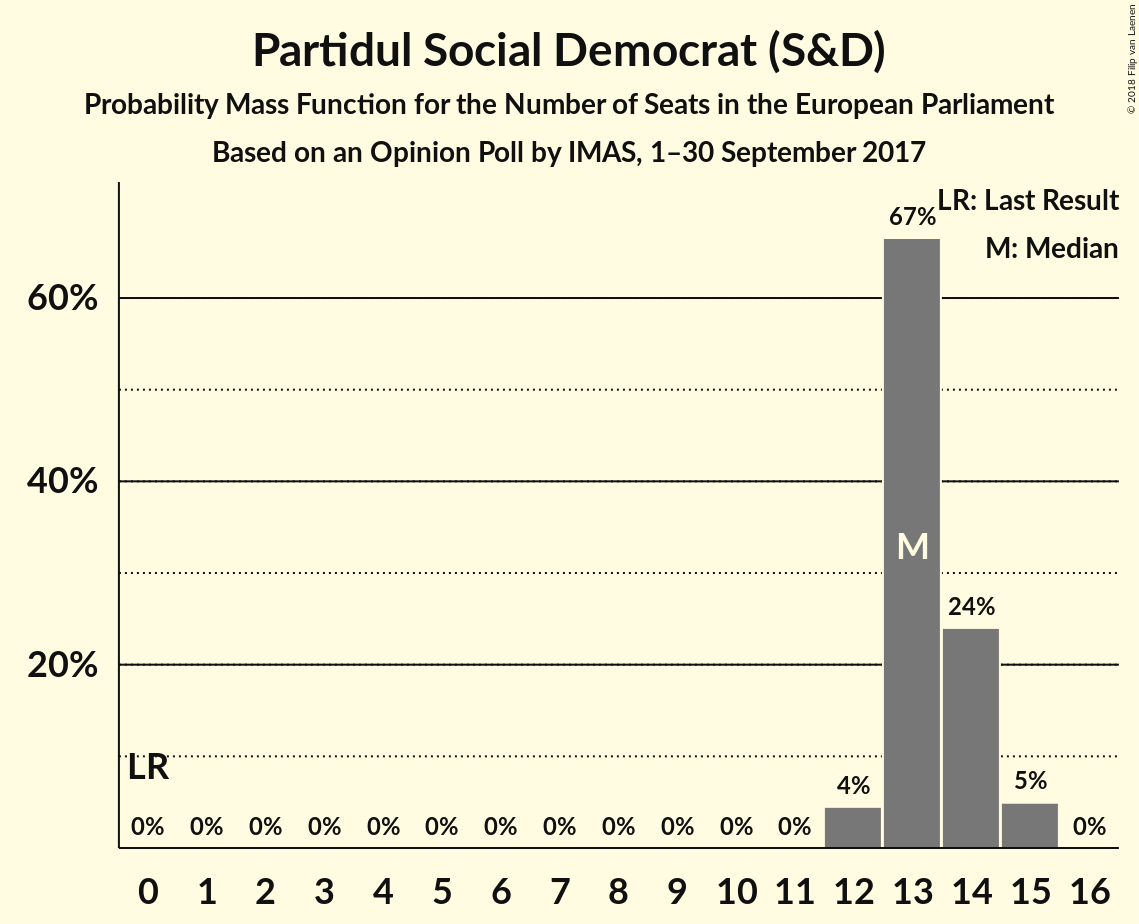 Partidul Social Democrat (S&D)
Probability Mass Function for the Number of Seats in the European Parliament
Based on an Opinion Poll by IMAS, 1–30 September 2017
© 2018 Filip van Laenen
LR: Last Result
M: Median
67%
60%
40%
M
24%
20%
LR
4%
5%
0% 0% 0% 0% 0% 0% 0% 0% 0% 0% 0% 0% 0%
0 1 2 3 4 5 6 7 8 9 10 11 12 13 14 15 16